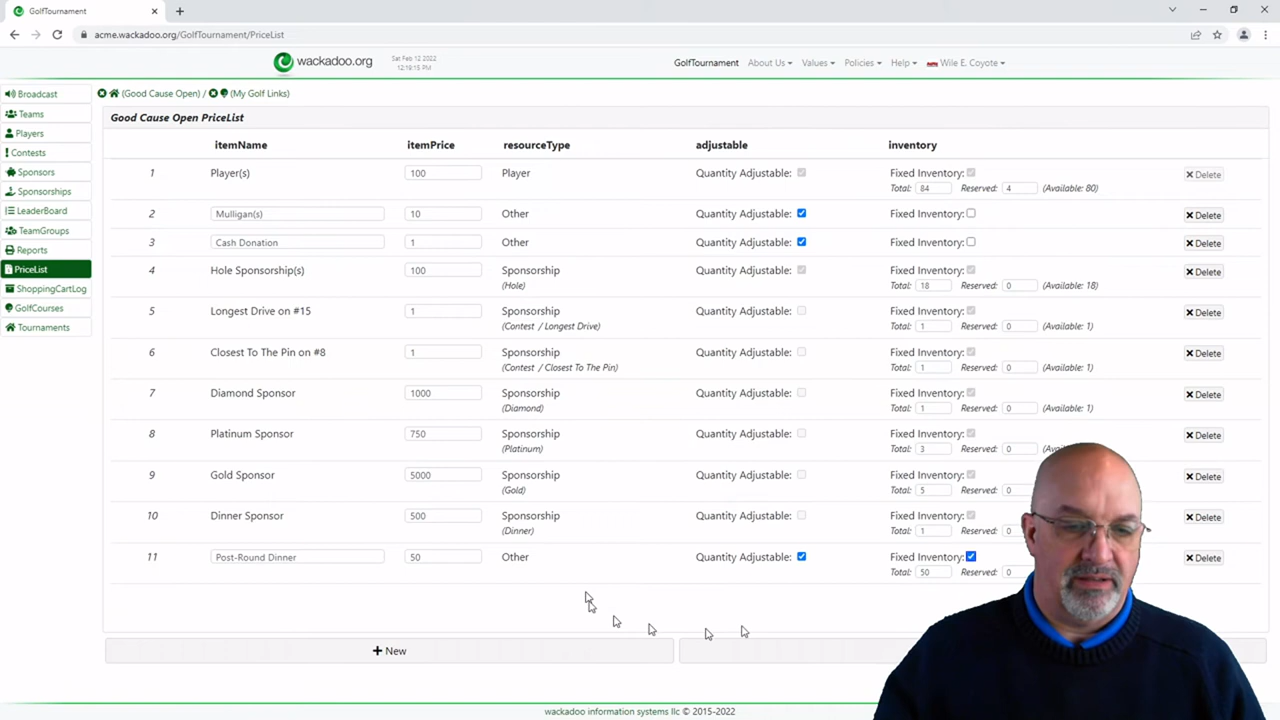 GolfTournament
acme.wackadoo.org/GolfTournament/PriceList
wackadoo.org
Sat Feb 12 2022
12:19:15 PM
GolfTournament About Us Values Policies Help Wile E. Coyote
Broadcast
Teams
Players
Contests
Sponsors
Sponsorships
LeaderBoard
TeamGroups
Reports
PriceList
ShoppingCartLog
GolfCourses
Tournaments
(Good Cause Open) / (My Golf Links)
Good Cause Open PriceList
itemName itemPrice resourceType adjustable inventory
1 Player(s) 100 Player Quantity Adjustable: Fixed Inventory: Delete
Total: 84 Reserved: 4 (Available: 80)
2 Mulligan(s) 10 Other Quantity Adjustable: Fixed Inventory: Delete
3 Cash Donation 1 Other Quantity Adjustable: Fixed Inventory: Delete
4 Hole Sponsorship(s) 100 Sponsorship Quantity Adjustable: Fixed Inventory: Delete
(Hole) Total: 18 Reserved: 0 (Available: 18)
5 Longest Drive on #15 1 Sponsorship Quantity Adjustable: Fixed Inventory: Delete
(Contest / Longest Drive) Total: 1 Reserved: 0 (Available: 1)
6 Closest To The Pin on #8 1 Sponsorship Quantity Adjustable: Fixed Inventory: Delete
(Contest / Closest To The Pin) Total: 1 Reserved: 0 (Available: 1)
7 Diamond Sponsor 1000 Sponsorship Quantity Adjustable: Fixed Inventory: Delete
(Diamond) Total: 1 Reserved: 0 (Available: 1)
8 Platinum Sponsor 750 Sponsorship Quantity Adjustable: Fixed Inventory: Delete
(Platinum) Total: 3 Reserved: 0
9 Gold Sponsor 5000 Sponsorship Quantity Adjustable: Fixed Inventory: Delete
(Gold) Total: 5 Reserved: 0
10 Dinner Sponsor 500 Sponsorship Quantity Adjustable: Fixed Inventory: Delete
(Dinner) Total: 1 Reserved: 0
11 Post-Round Dinner 50 Other Quantity Adjustable: Fixed Inventory: Delete
Total: 50 Reserved: 0
New
wackadoo information systems llc © 2015-2022